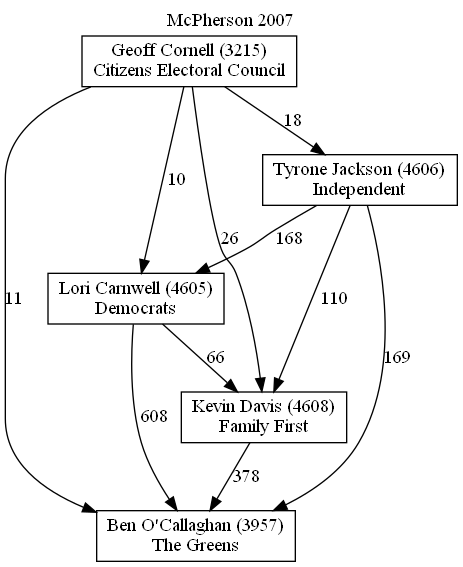 McPherson 2007
Geoff Cornell (3215)
Citizens Electoral Council
18
Tyrone Jackson (4606)
Independent
10
26
168
11
Lori Carnwell (4605)
Democrats
110
66
169
Kevin Davis (4608)
Family First
608
378
Ben O'Callaghan (3957)
The Greens